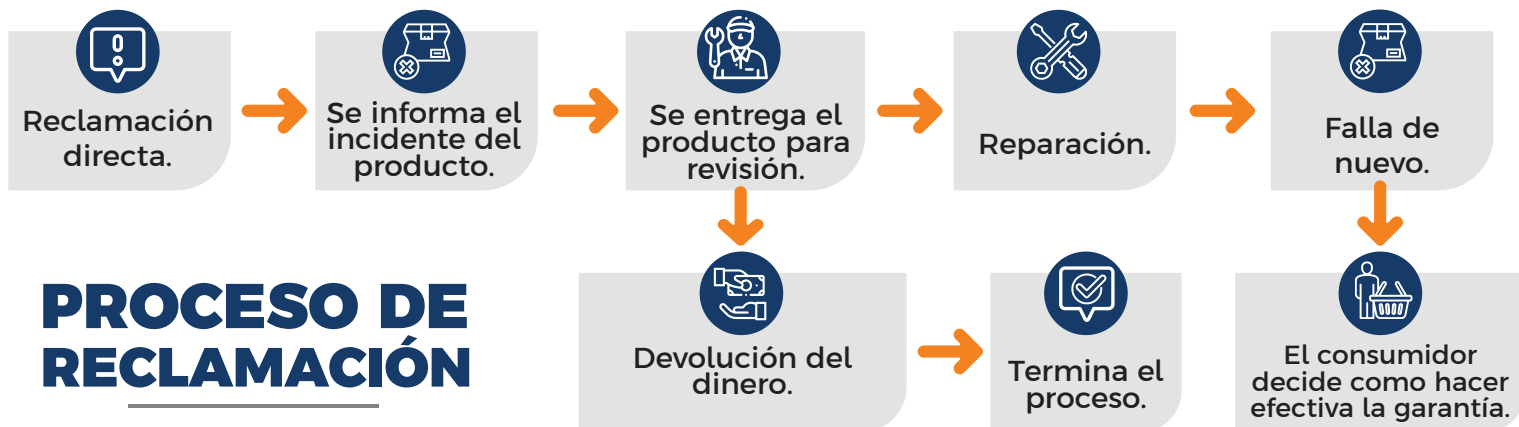 Reclamación
directa.
Se informa el
incidente del
producto.
Se entrega el
producto para
revisión.
Reparación.
Falla de
nuevo.
PROCESO DE
RECLAMACIÓN
Devolución del
dinero.
Termina el
proceso.
El consumidor
decide como hacer
efectiva la garantía.